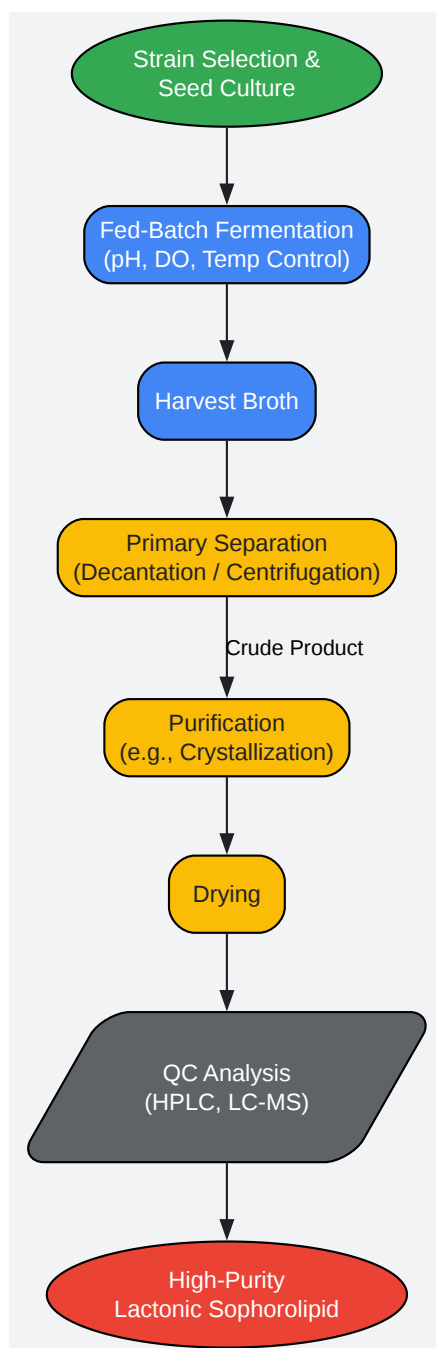 Strain Selection &
Seed Culture
Fed-Batch Fermentation
(pH, DO, Temp Control)
Harvest Broth
Primary Separation
(Decantation / Centrifugation)
Crude Product
Purification
(e.g., Crystallization)
Drying
QC Analysis
(HPLC, LC-MS)
High-Purity
Lactonic Sophorolipid